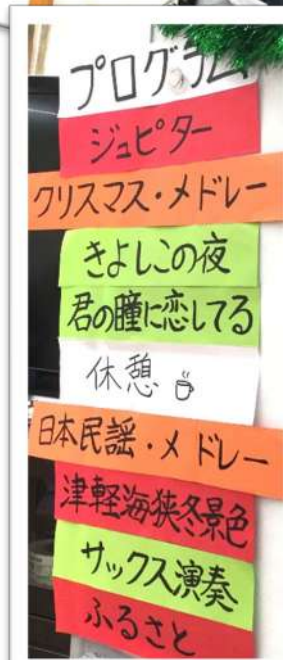 プログラム
ジュピター
クリスマス・メドレー
きよしこの夜
君の瞳に恋してる
休憩
日本民謡・メドレー
津軽海峡冬景色
サックス演奏
ふるさと